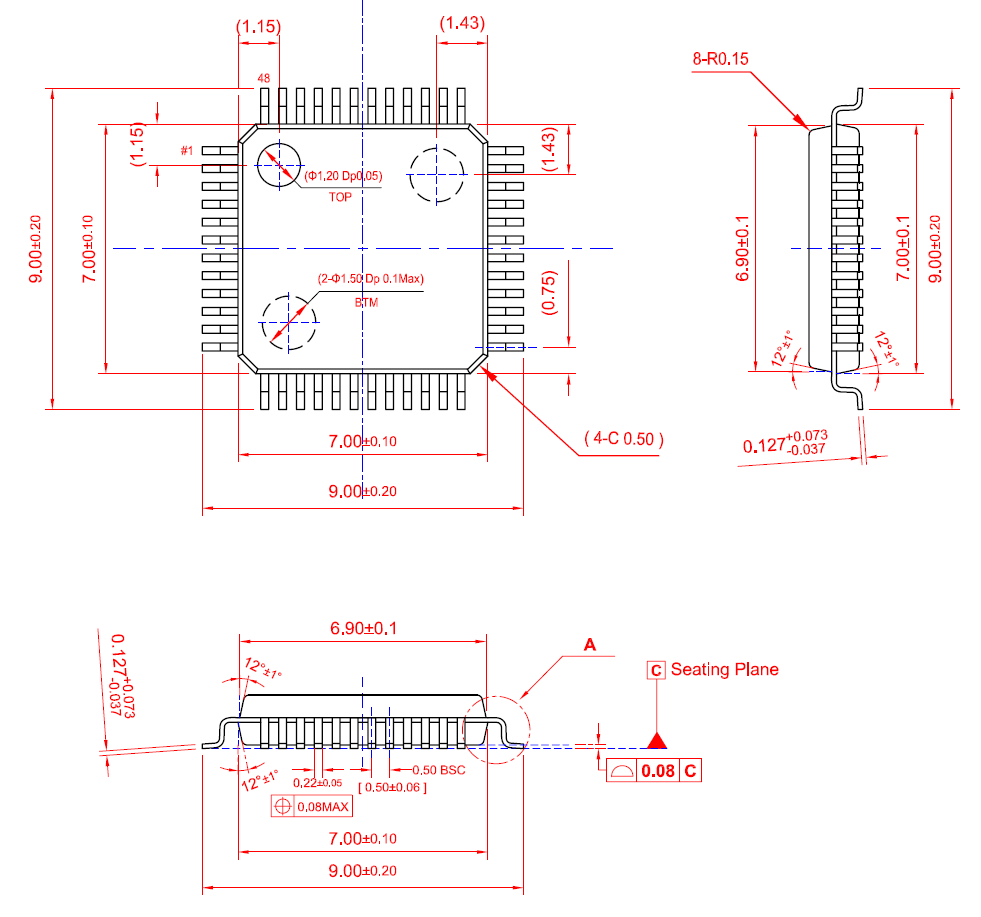 (1.15)
(1.43)
48
8-R0.15
(1.15)
#1
(1.43)
(Φ1.20 Dp0.05)
TOP
9.00±0.20
7.00±0.10
6.90±0.1
7.00±0.1
9.00±0.20
(2-Φ1.50 Dp 0.1Max)
BTM
(0.75)
12°±1°
12°±1°
7.00±0.10
( 4-C 0.50 )
0.127+0.073
-0.037
9.00±0.20
6.90±0.1
A
0.127+0.073
-0.037
12°±1°
C Seating Plane
12°±1°
0.22±0.05
0.50 BSC
[ 0.50±0.06 ]
0.08 C
0.08MAX
7.00±0.10
9.00±0.20